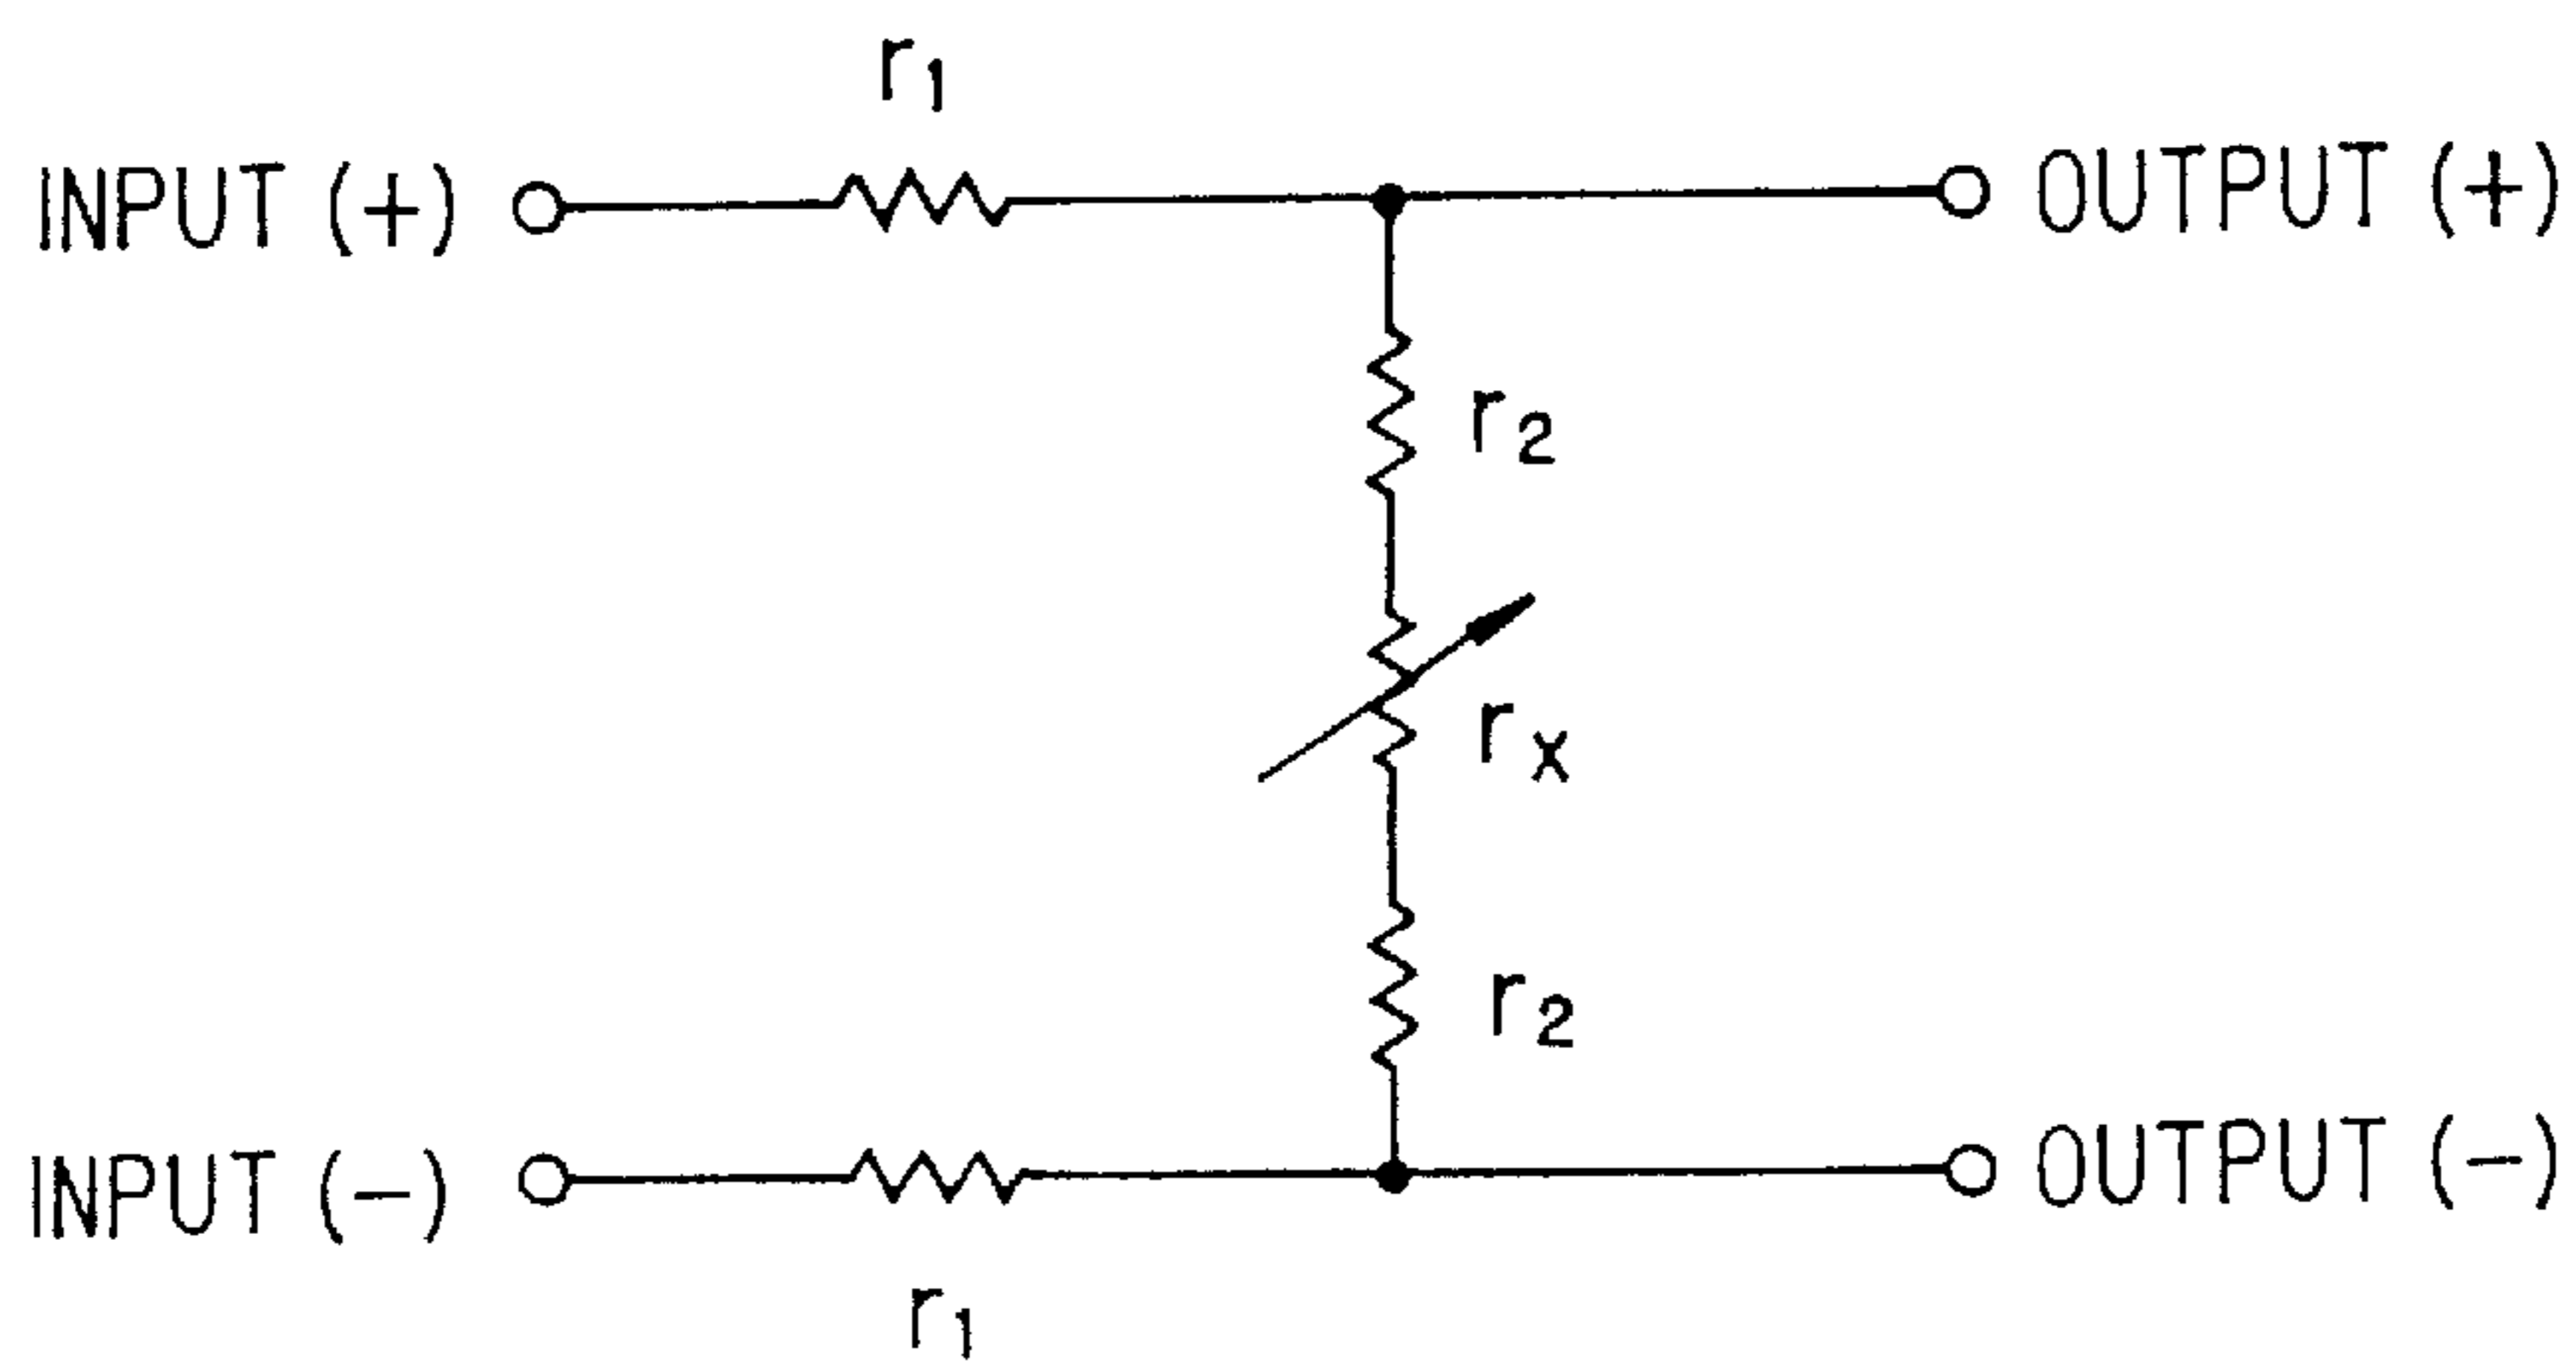 r1
INPUT (+)
OUTPUT (+)
r2
rx
r2
INPUT (−)
OUTPUT (−)
r1